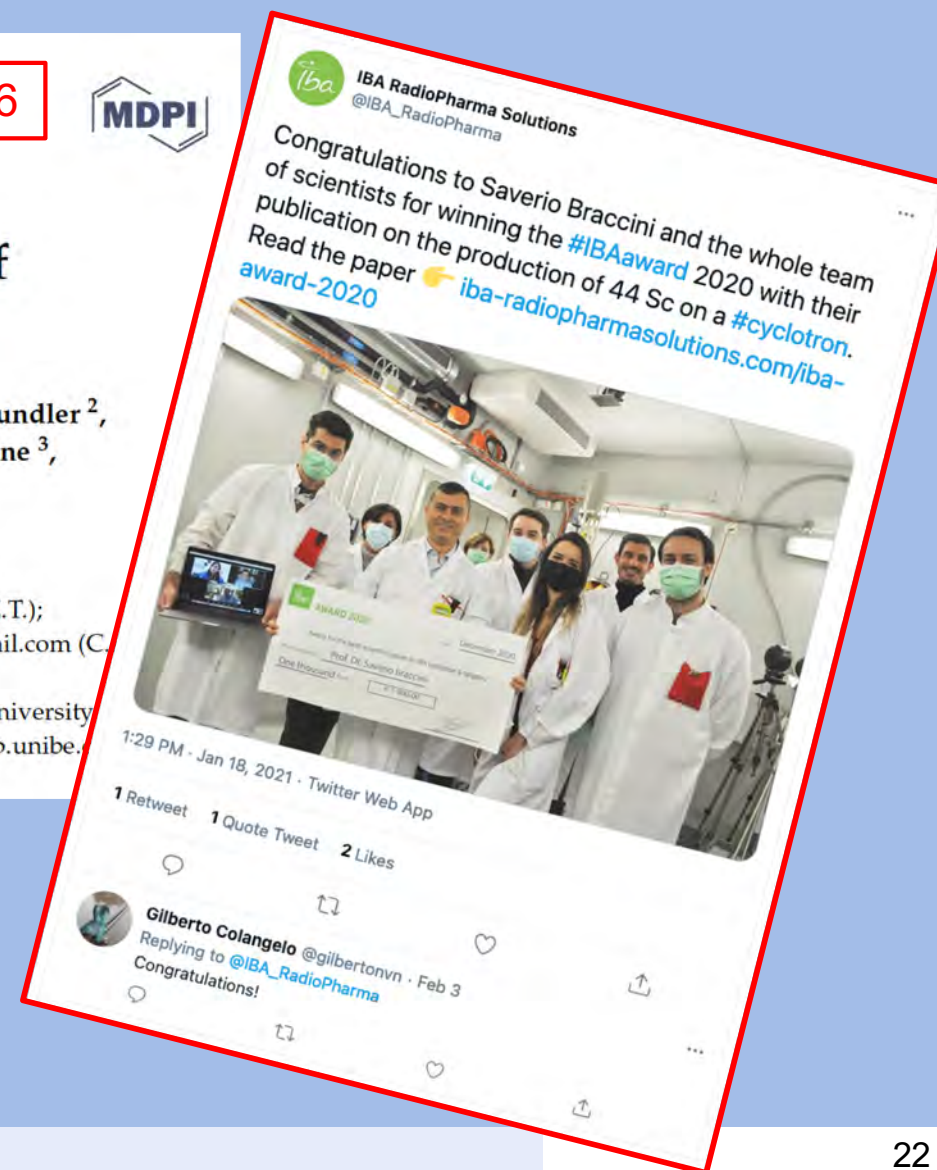 6
MDPI
f
undler 2,
ne 3,
.T.);
il.com (C.
niversity
o.unibe.
iba
IBA RadioPharma Solutions
@IBA_RadioPharma
Congratulations to Saverio Braccini and the whole team
of scientists for winning the #IBAaward 2020 with their
publication on the production of 44 Sc on a #cyclotron.
Read the paper 👉 iba-radiopharmasolutions.com/iba-
award-2020
iba AWARD 2020
December 2020
Prof. Dr. Saverio Braccini
One thousand
1:29 PM · Jan 18, 2021 · Twitter Web App
1 Retweet 1 Quote Tweet 2 Likes
Gilberto Colangelo @gilbertonvn · Feb 3
Replying to @IBA_RadioPharma
Congratulations!
22